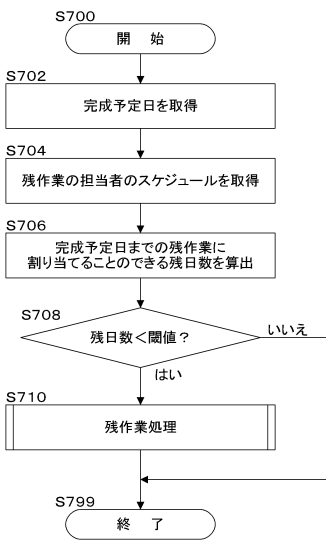 S700
開 始
S702
完成予定日を取得
S704
残作業の担当者のスケジュールを取得
S706
完成予定日までの残作業に
割り当てることのできる残日数を算出
S708
残日数<閾値？
いいえ
はい
S710
残作業処理
S799
終 了